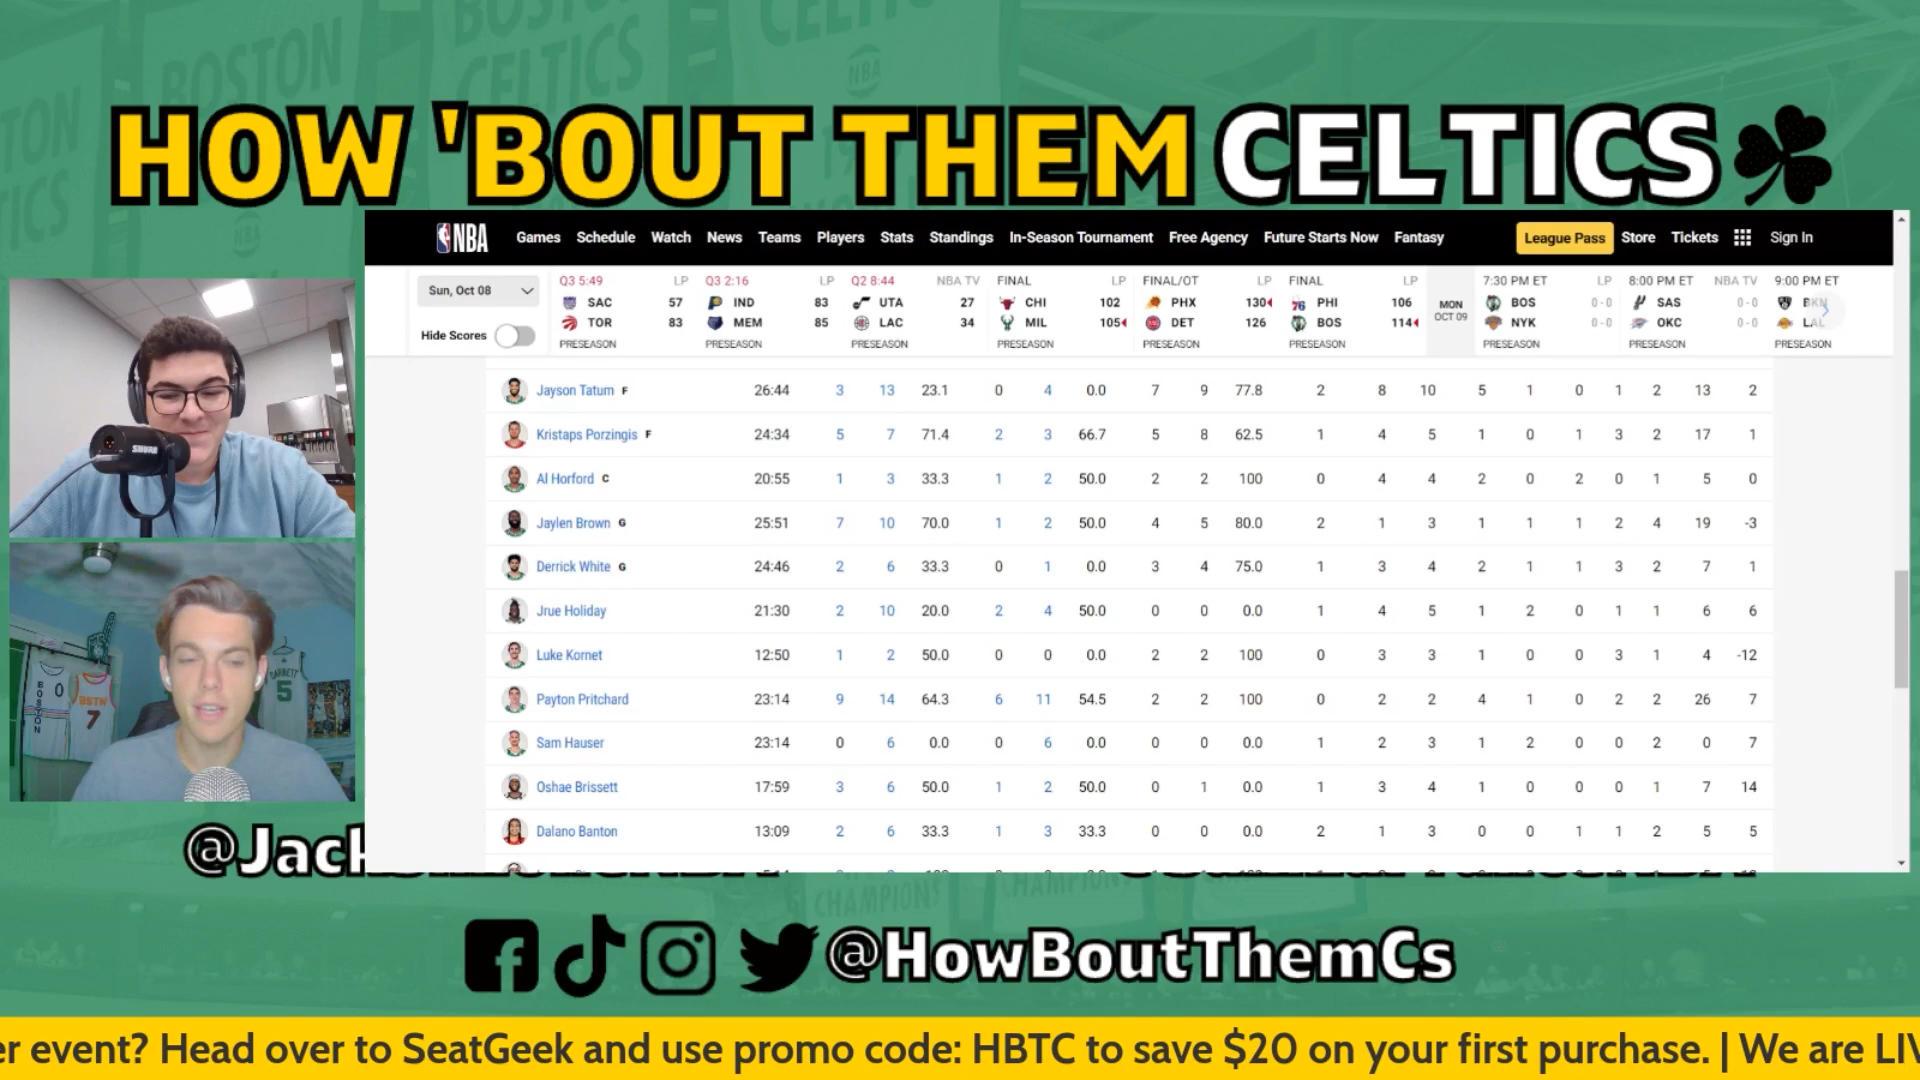 HOW 'BOUT THEM CELTICS
NBA Games Schedule Watch News Teams Players Stats Standings In-Season Tournament Free Agency Future Starts Now Fantasy League Pass Store Tickets Sign In
Sun, Oct 08
Hide Scores
Q3 5:49 LP
SAC 57
TOR 83
PRESEASON
Q3 2:16 LP
IND 83
MEM 85
PRESEASON
Q2 8:44 NBA TV
UTA 27
LAC 34
PRESEASON
FINAL LP
CHI 102
MIL 105
PRESEASON
FINAL/OT LP
PHX 130
DET 126
PRESEASON
FINAL LP
PHI 106
BOS 114
PRESEASON
MON
OCT 09
7:30 PM ET LP
BOS 0-0
NYK 0-0
PRESEASON
8:00 PM ET NBA TV
SAS 0-0
OKC 0-0
PRESEASON
9:00 PM ET
BKN
LAL
PRESEASON
Jayson Tatum F 26:44 3 13 23.1 0 4 0.0 7 9 77.8 2 8 10 5 1 0 1 2 13 2
Kristaps Porzingis F 24:34 5 7 71.4 2 3 66.7 5 8 62.5 1 4 5 1 0 1 3 2 17 1
Al Horford C 20:55 1 3 33.3 1 2 50.0 2 2 100 0 4 4 2 0 2 0 1 5 0
Jaylen Brown G 25:51 7 10 70.0 1 2 50.0 4 5 80.0 2 1 3 1 1 1 2 4 19 -3
Derrick White G 24:46 2 6 33.3 0 1 0.0 3 4 75.0 1 3 4 2 1 1 3 2 7 1
Jrue Holiday 21:30 2 10 20.0 2 4 50.0 0 0 0.0 1 4 5 1 2 0 1 1 6 6
Luke Kornet 12:50 1 2 50.0 0 0 0.0 2 2 100 0 3 3 1 0 0 3 1 4 -12
Payton Pritchard 23:14 9 14 64.3 6 11 54.5 2 2 100 0 2 2 4 1 0 2 2 26 7
Sam Hauser 23:14 0 6 0.0 0 6 0.0 0 0 0.0 1 2 3 1 2 0 0 2 0 7
Oshae Brissett 17:59 3 6 50.0 1 2 50.0 0 1 0.0 1 3 4 1 0 0 0 1 7 14
Dalano Banton 13:09 2 6 33.3 1 3 33.3 0 0 0.0 2 1 3 0 0 1 1 2 5 5
SHURE
BOSTON
0
BSTN
7
GARNETT
5
@Jack
@HowBoutThemCs
er event? Head over to SeatGeek and use promo code: HBTC to save $20 on your first purchase. | We are LIV
BOSTON
CELTICS
CHAMPIONS